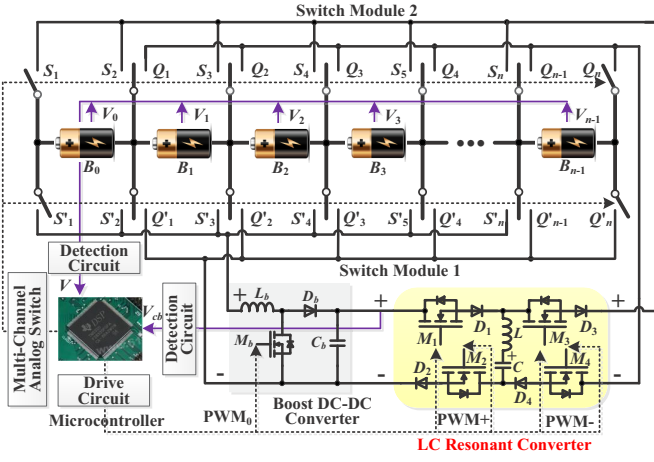 Switch Module 2
S1 S2 Q1 S3 Q2 S4 Q3 S5 Q4 Sn Qn-1 Qn
V0 V1 V2 V3 Vn-1
B0 B1 B2 B3 Bn-1
S'1 S'2 Q'1 S'3 Q'2 S'4 Q'3 S'5 Q'4 S'n Q'n-1 Q'n
Switch Module 1
Detection
Circuit
V
Vcb
Multi-Channel
Analog Switch
Detection
Circuit
Drive
Circuit
Microcontroller
+ Lb Db +
Mb Cb
- -
PWM0
Boost DC-DC
Converter
M1 D1 L M3 D3
D2 M2 + C D4 M4
PWM+ PWM-
LC Resonant Converter